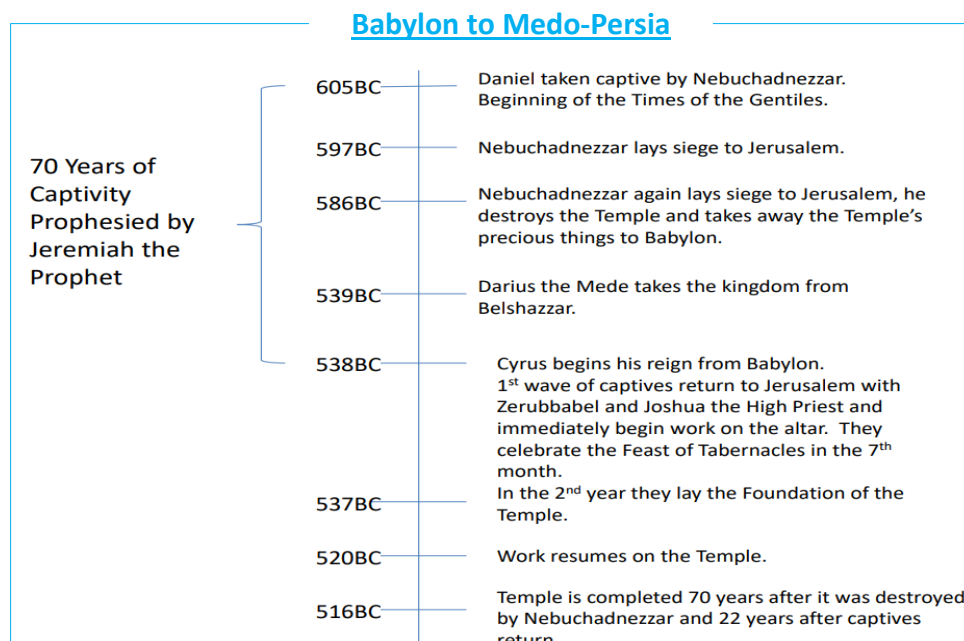 Babylon to Medo-Persia
70 Years of
Captivity
Prophesied by
Jeremiah the
Prophet
605BC
Daniel taken captive by Nebuchadnezzar.
Beginning of the Times of the Gentiles.
597BC
Nebuchadnezzar lays siege to Jerusalem.
586BC
Nebuchadnezzar again lays siege to Jerusalem, he
destroys the Temple and takes away the Temple’s
precious things to Babylon.
539BC
Darius the Mede takes the kingdom from
Belshazzar.
538BC
Cyrus begins his reign from Babylon.
1st wave of captives return to Jerusalem with
Zerubbabel and Joshua the High Priest and
immediately begin work on the altar.  They
celebrate the Feast of Tabernacles in the 7th
month.
537BC
In the 2nd year they lay the Foundation of the
Temple.
520BC
Work resumes on the Temple.
516BC
Temple is completed 70 years after it was destroyed
by Nebuchadnezzar and 22 years after captives
return